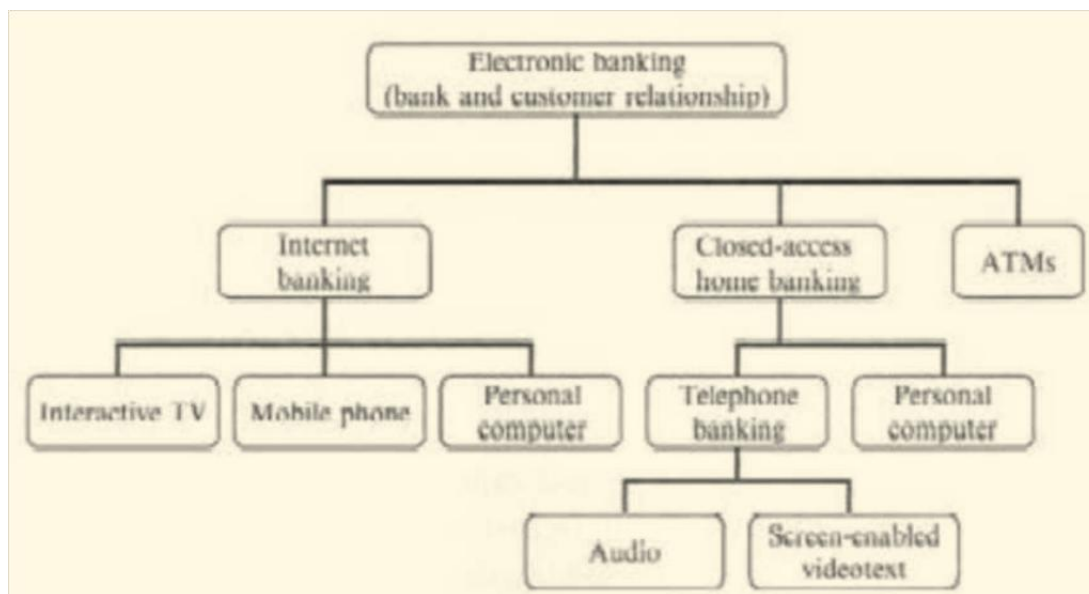 Electronic banking
(bank and customer relationship)
Internet
banking
Closed-access
home banking
ATMs
Interactive TV
Mobile phone
Personal
computer
Telephone
banking
Personal
computer
Audio
Screen-enabled
videotext